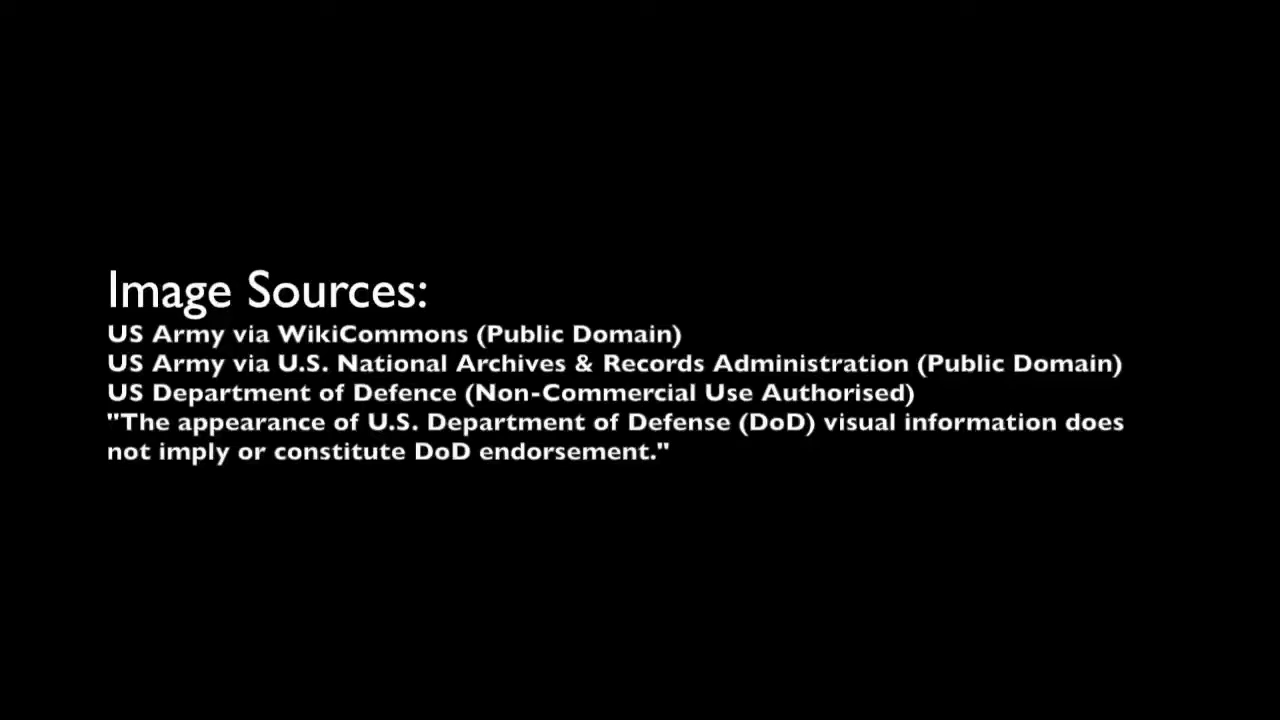 Image Sources:
US Army via WikiCommons (Public Domain)
US Army via U.S. National Archives & Records Administration (Public Domain)
US Department of Defence (Non-Commercial Use Authorised)
"The appearance of U.S. Department of Defense (DoD) visual information does
not imply or constitute DoD endorsement."